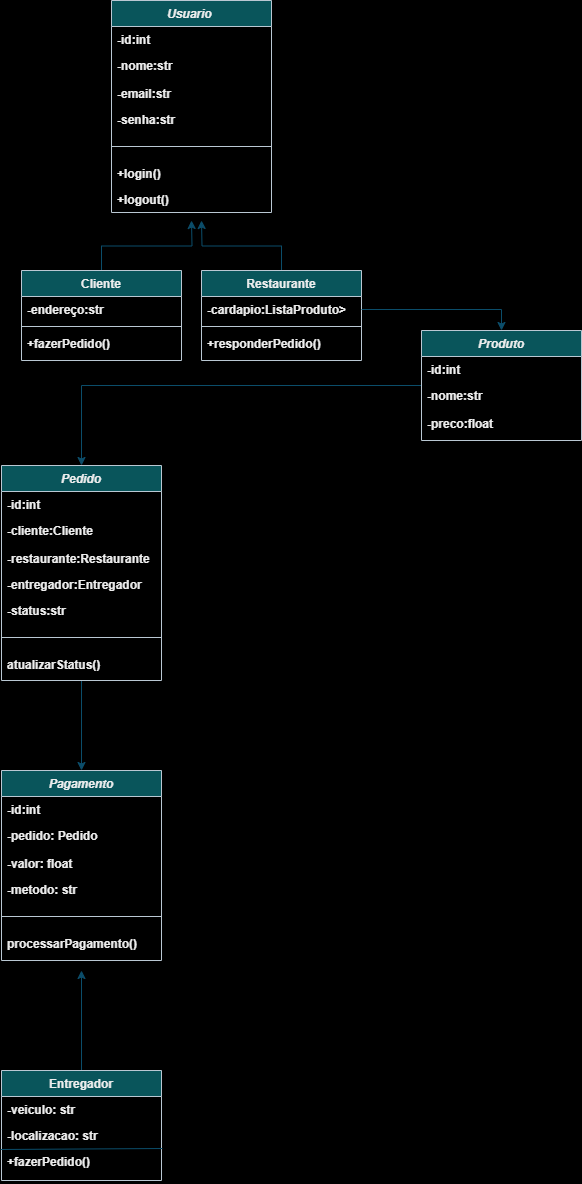 Usuario
-id:int
-nome:str
-email:str
-senha:str
+login()
+logout()
Cliente
-endereço:str
+fazerPedido()
Restaurante
-cardapio:ListaProduto>
+responderPedido()
Produto
-id:int
-nome:str
-preco:float
Pedido
-id:int
-cliente:Cliente
-restaurante:Restaurante
-entregador:Entregador
-status:str
atualizarStatus()
Pagamento
-id:int
-pedido: Pedido
-valor: float
-metodo: str
processarPagamento()
Entregador
-veiculo: str
-localizacao: str
+fazerPedido()